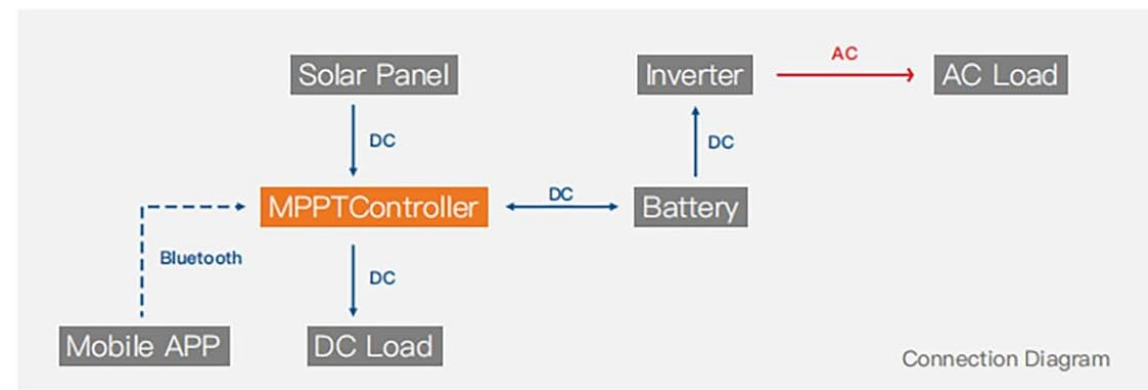 Solar Panel
Inverter
AC
AC Load
DC
DC
MPPTController
DC
Battery
Bluetooth
DC
Mobile APP
DC Load
Connection Diagram